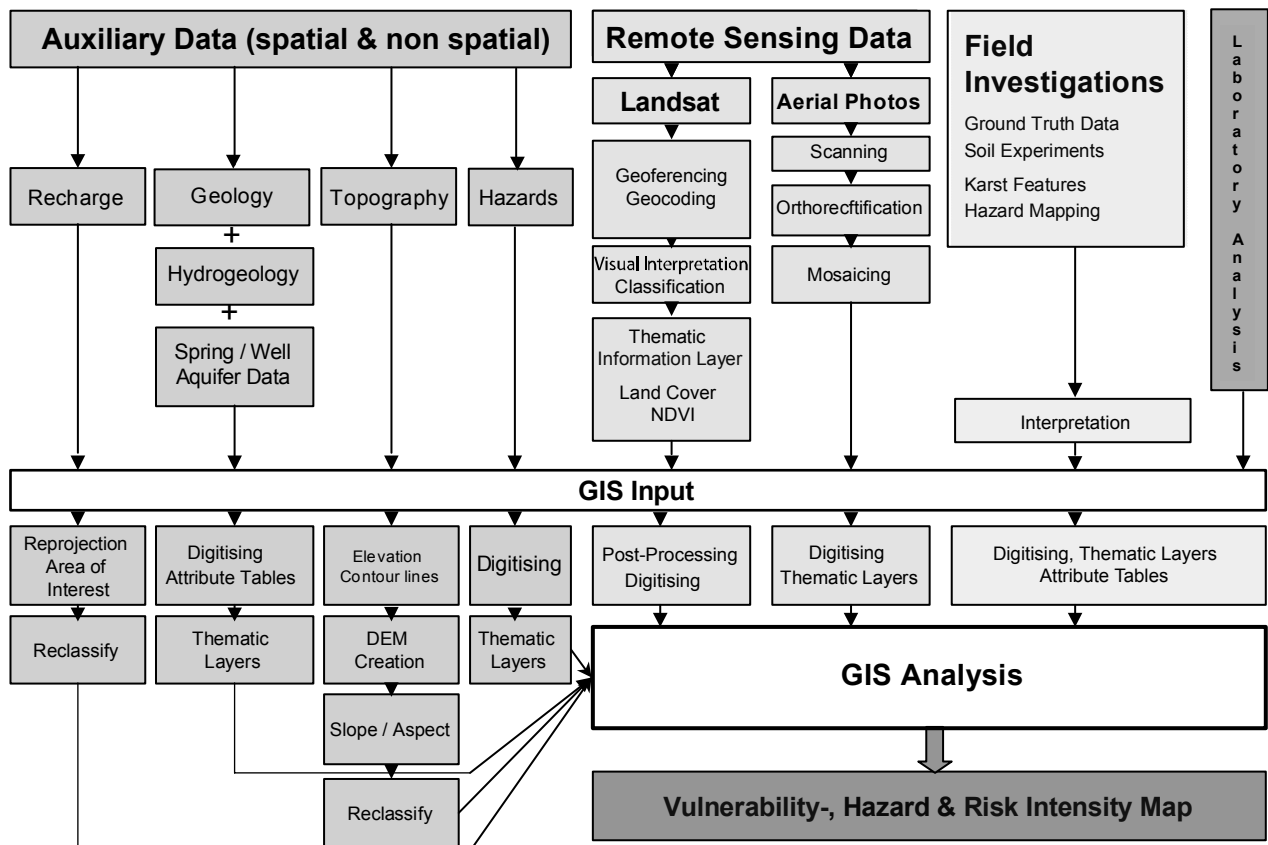 Auxiliary Data (spatial & non spatial)
Recharge
Geology
+
Hydrogeology
+
Spring / Well
Aquifer Data
Topography
Hazards
Remote Sensing Data
Landsat
Geoferencing
Geocoding
Visual Interpretation
Classification
Thematic
Information Layer
Land Cover
NDVI
Aerial Photos
Scanning
Orthorecftification
Mosaicing
Field
Investigations
Ground Truth Data
Soil Experiments
Karst Features
Hazard Mapping
Interpretation
Laboratory Analysis
GIS Input
Reprojection
Area of
Interest
Reclassify
Digitising
Attribute Tables
Thematic
Layers
Elevation
Contour lines
DEM
Creation
Slope / Aspect
Reclassify
Digitising
Thematic
Layers
Post-Processing
Digitising
Digitising
Thematic Layers
Digitising, Thematic Layers
Attribute Tables
GIS Analysis
Vulnerability-, Hazard & Risk Intensity Map